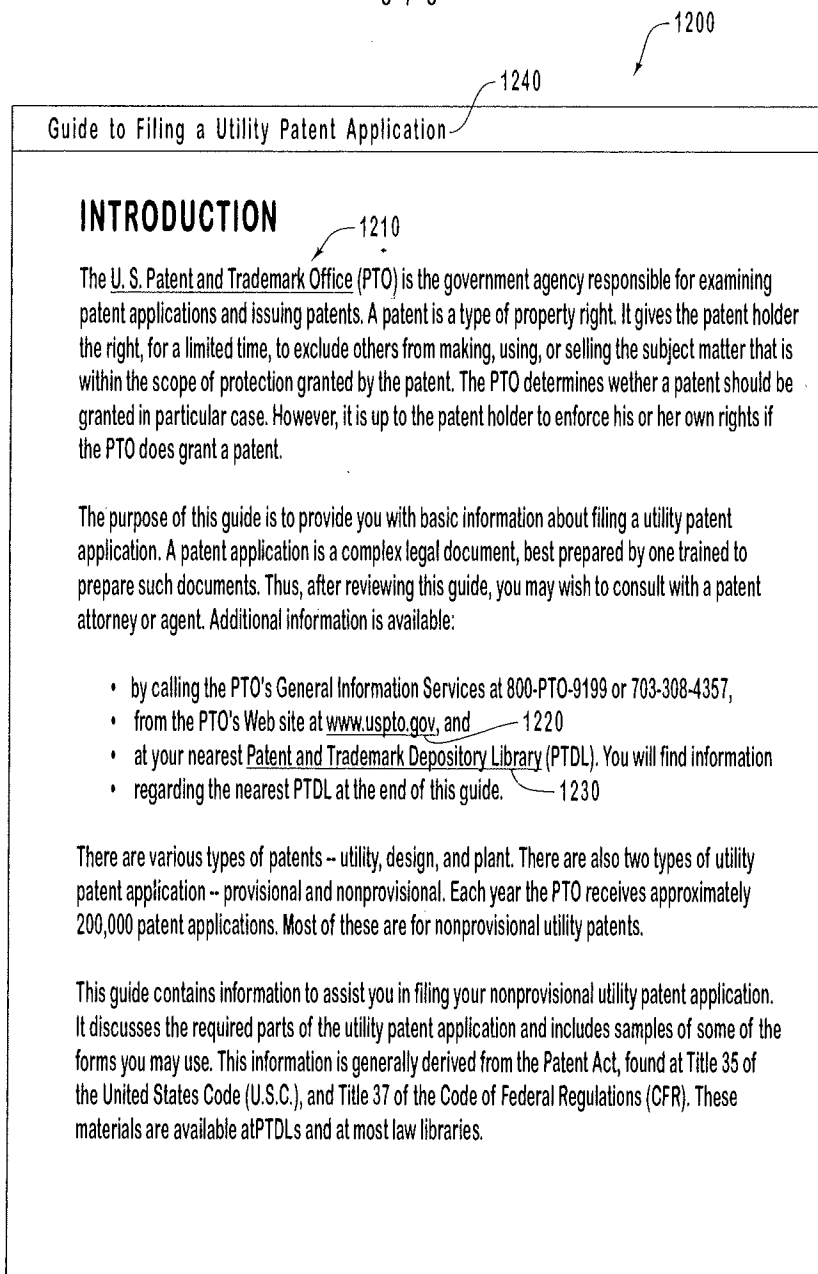 1200
1240
Guide to Filing a Utility Patent Application
INTRODUCTION
1210
The U. S. Patent and Trademark Office (PTO) is the government agency responsible for examining
patent applications and issuing patents. A patent is a type of property right. It gives the patent holder
the right, for a limited time, to exclude others from making, using, or selling the subject matter that is
within the scope of protection granted by the patent. The PTO determines wether a patent should be
granted in particular case. However, it is up to the patent holder to enforce his or her own rights if
the PTO does grant a patent.
The purpose of this guide is to provide you with basic information about filing a utility patent
application. A patent application is a complex legal document, best prepared by one trained to
prepare such documents. Thus, after reviewing this guide, you may wish to consult with a patent
attorney or agent. Additional information is available:
• by calling the PTO's General Information Services at 800-PTO-9199 or 703-308-4357,
• from the PTO's Web site at www.uspto.gov, and 1220
• at your nearest Patent and Trademark Depository Library (PTDL). You will find information
• regarding the nearest PTDL at the end of this guide. 1230
There are various types of patents -- utility, design, and plant. There are also two types of utility
patent application -- provisional and nonprovisional. Each year the PTO receives approximately
200,000 patent applications. Most of these are for nonprovisional utility patents.
This guide contains information to assist you in filing your nonprovisional utility patent application.
It discusses the required parts of the utility patent application and includes samples of some of the
forms you may use. This information is generally derived from the Patent Act, found at Title 35 of
the United States Code (U.S.C.), and Title 37 of the Code of Federal Regulations (CFR). These
materials are available atPTDLs and at most law libraries.